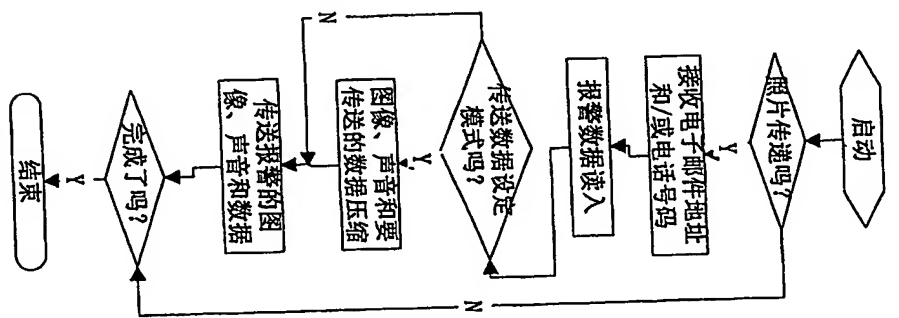 启动
照片传递吗？
Y
接收电子邮件地址
和/或电话号码
报警数据读入
传送数据设定
模式吗？
Y
N
图像、声音和要
传送的数据压缩
传送报警的图
像、声音和数据
完成了吗？
N
Y
结束